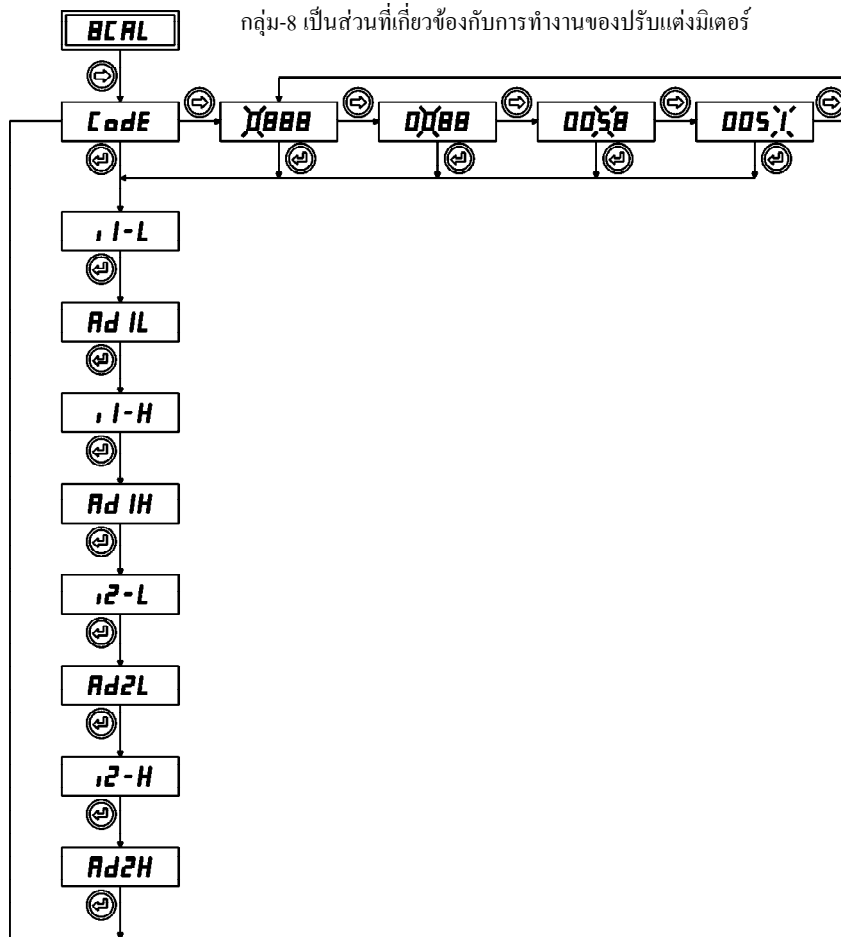 8CAL
กลุ่ม-8 เป็นส่วนที่เกี่ยวข้องกับการทำงานของปรับแต่งมิเตอร์
CodE
0888
0088
0058
0051
i1-L
Ad1L
i1-H
Ad1H
i2-L
Ad2L
i2-H
Ad2H